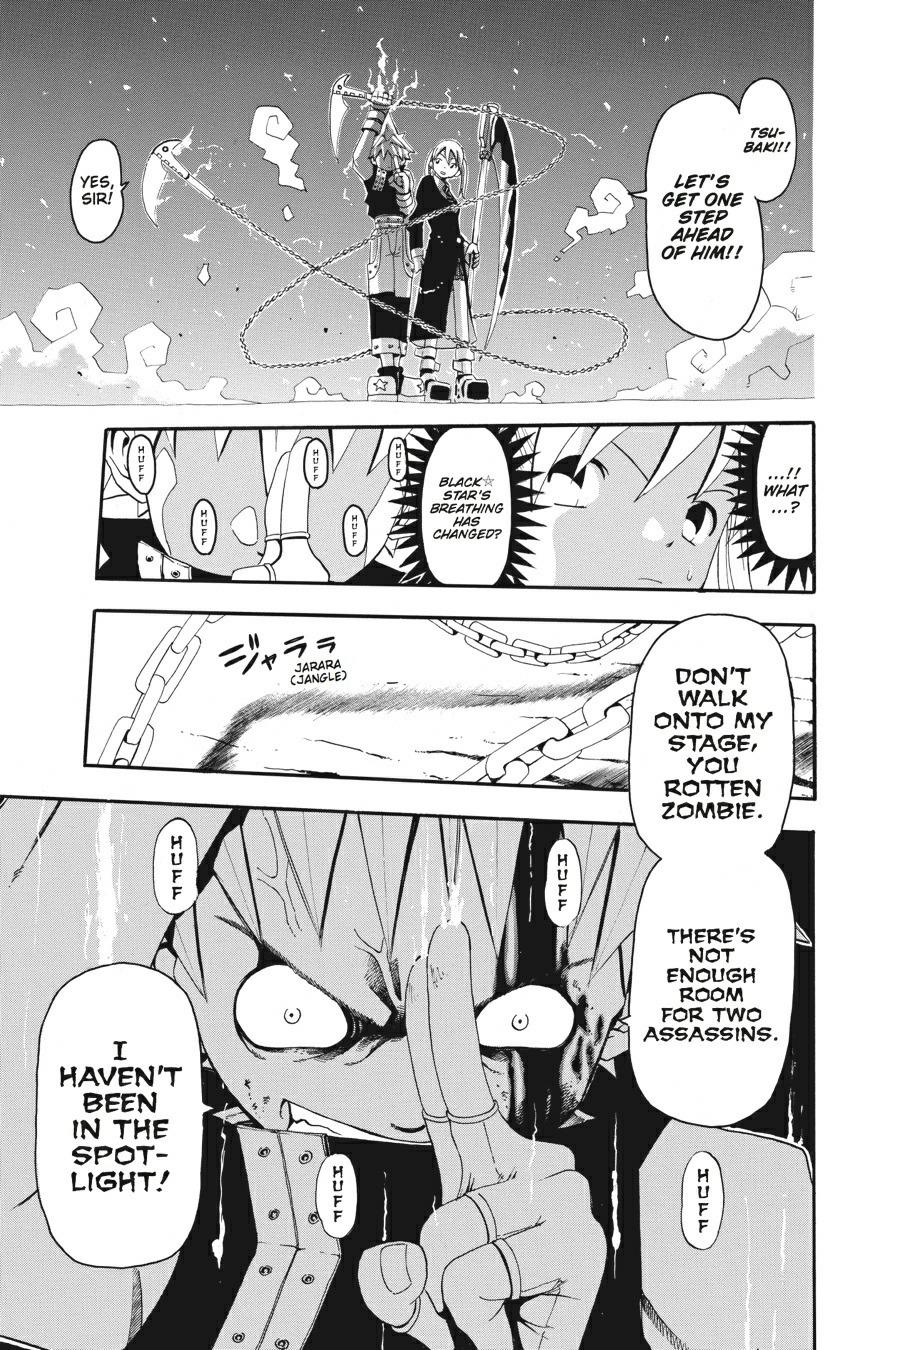 TSU-
BAKI!!
LET'S
GET ONE
STEP
AHEAD
OF HIM!!
YES,
SIR!
...!!
WHAT
...?
BLACK☆
STAR'S
BREATHING
HAS
CHANGED?
HUFF
HUFF
HUFF
HUFF
HUFF
ジャララ
JARARA
(JANGLE)
DON'T
WALK
ONTO MY
STAGE,
YOU
ROTTEN
ZOMBIE.
THERE'S
NOT
ENOUGH
ROOM
FOR TWO
ASSASSINS.
HUFF
HUFF
I
HAVEN'T
BEEN
IN THE
SPOT-
LIGHT!
HUFF
HUFF